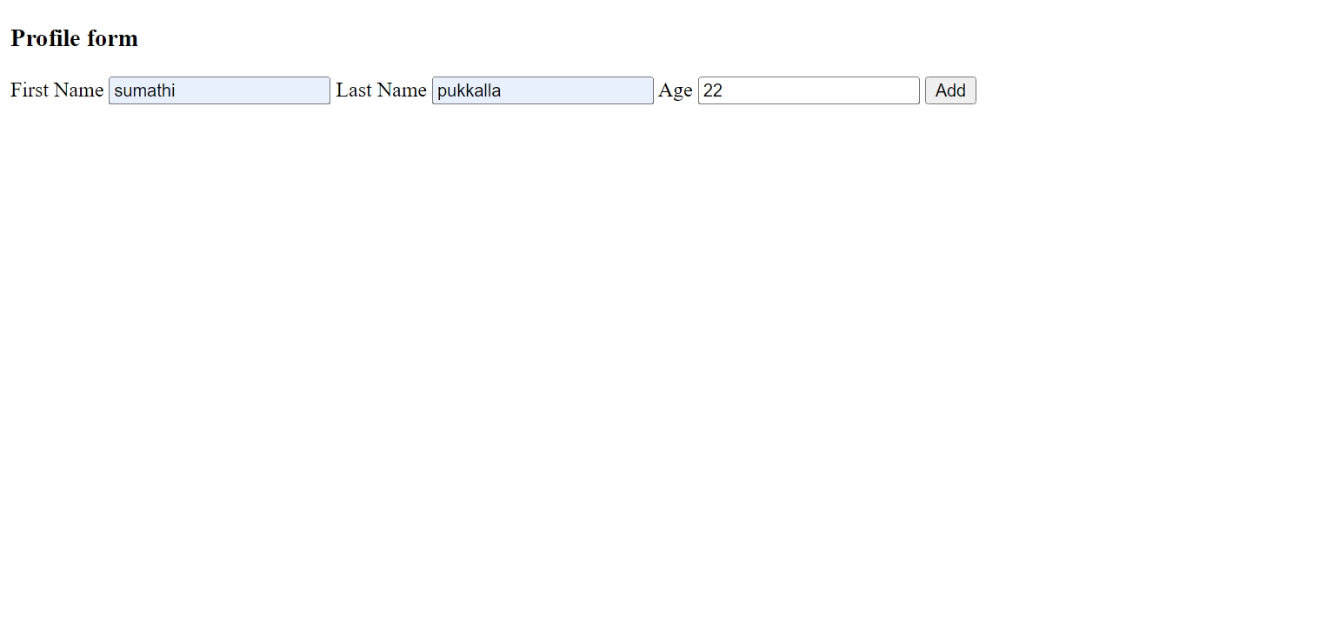 Profile form
First Name sumathi Last Name pukkalla Age 22 Add